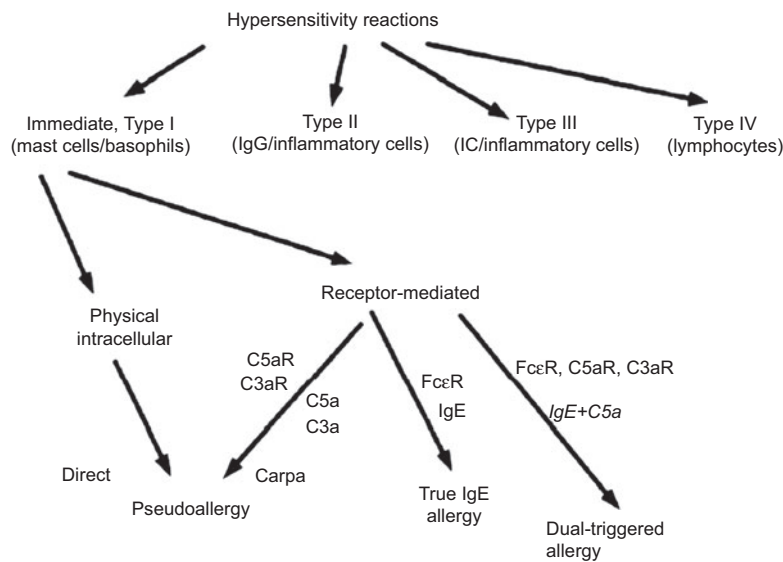 Hypersensitivity reactions
Immediate, Type I
(mast cells/basophils)
Type II
(IgG/inflammatory cells)
Type III
(IC/inflammatory cells)
Type IV
(lymphocytes)
Physical
intracellular
Receptor-mediated
C5aR
C3aR
C5a
C3a
FcεR
IgE
FcεR, C5aR, C3aR
IgE+C5a
Direct
Pseudoallergy
Carpa
True IgE
allergy
Dual-triggered
allergy